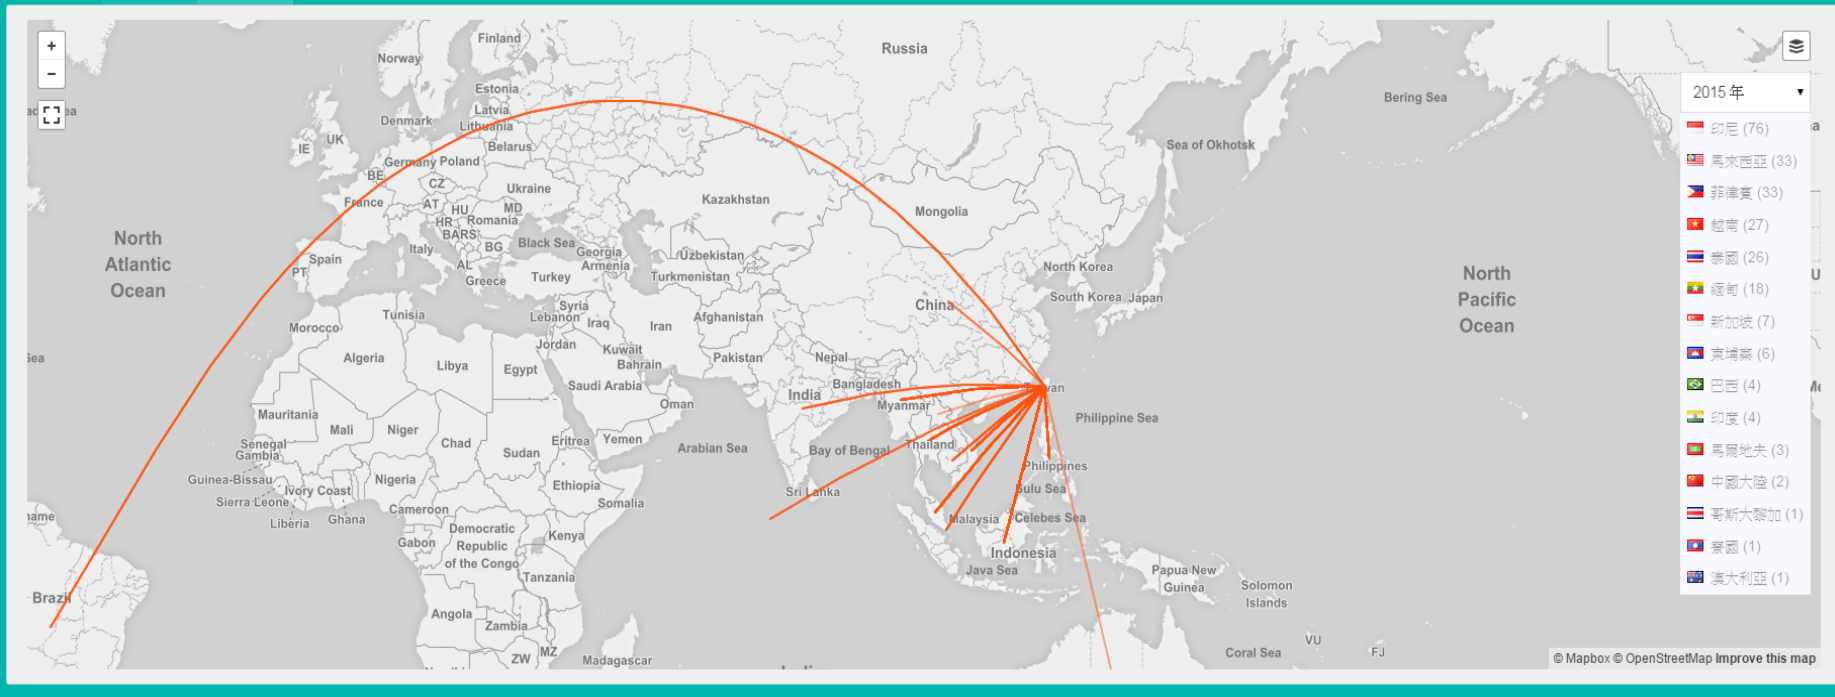 +
−
Finland
Norway
Russia
Estonia
Latvia
Lithuania
Denmark
UK
IE
Belarus
Germany
Poland
BE
CZ
Ukraine
France
AT
HU
MD
HR
Romania
BARS
BG
Italy
Black Sea
Georgia
Armenia
AL
Spain
PT
Greece
Turkey
Kazakhstan
Mongolia
Uzbekistan
Turkmenistan
North Korea
South Korea
Japan
China
Bering Sea
Sea of Okhotsk
North
Atlantic
Ocean
North
Pacific
Ocean
Tunisia
Morocco
Syria
Lebanon
Iraq
Iran
Afghanistan
Jordan
Kuwait
Bahrain
Pakistan
Nepal
Algeria
Libya
Egypt
Saudi Arabia
Bangladesh
India
Myanmar
Oman
Mauritania
Mali
Niger
Chad
Sudan
Eritrea
Yemen
Arabian Sea
Bay of Bengal
Thailand
Philippine Sea
Philippines
Senegal
Gambia
Guinea-Bissau
Sierra Leone
Ivory Coast
Liberia
Ghana
Nigeria
Cameroon
Ethiopia
Somalia
Sri Lanka
Sulu Sea
Malaysia
Celebes Sea
Democratic
Republic
of the Congo
Gabon
Kenya
Indonesia
Java Sea
Tanzania
Papua New
Guinea
Solomon
Islands
Brazil
Angola
Zambia
ZW
MZ
Madagascar
Coral Sea
VU
FJ
2015 年
印尼 (76)
馬來西亞 (33)
菲律賓 (33)
越南 (27)
泰國 (26)
緬甸 (18)
新加坡 (7)
柬埔寨 (6)
巴西 (4)
印度 (4)
馬爾地夫 (3)
中國大陸 (2)
哥斯大黎加 (1)
寮國 (1)
澳大利亞 (1)
© Mapbox © OpenStreetMap Improve this map